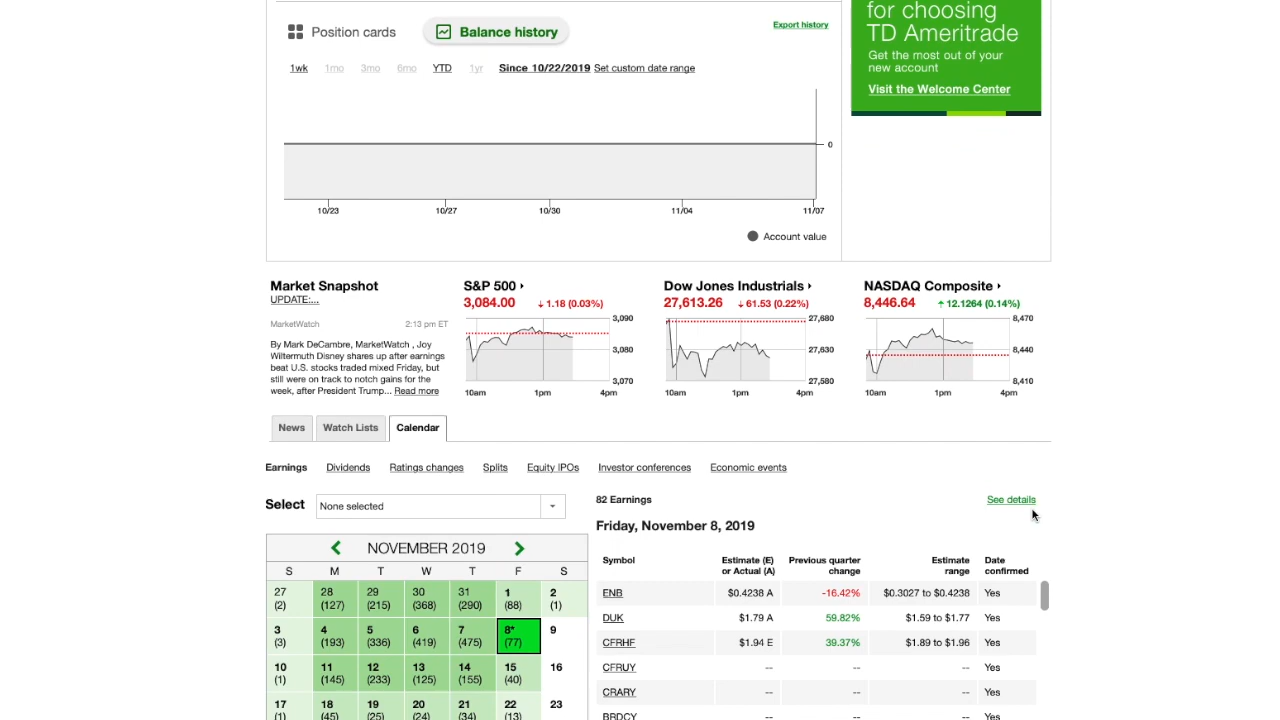 for choosing
TD Ameritrade
Get the most out of your
new account
Visit the Welcome Center
Position cards
Balance history
Export history
1wk 1mo 3mo 6mo YTD 1yr Since 10/22/2019 Set custom date range
0
10/23 10/27 10/30 11/04 11/07
Account value
Market Snapshot
UPDATE:...
MarketWatch 2:13 pm ET
By Mark DeCambre, MarketWatch , Joy
Wiltermuth Disney shares up after earnings
beat U.S. stocks traded mixed Friday, but
still were on track to notch gains for the
week, after President Trump... Read more
S&P 500
3,084.00 1.18 (0.03%)
3,090
3,080
3,070
10am 1pm 4pm
Dow Jones Industrials
27,613.26 61.53 (0.22%)
27,680
27,630
27,580
10am 1pm 4pm
NASDAQ Composite
8,446.64 12.1264 (0.14%)
8,470
8,440
8,410
10am 1pm 4pm
News Watch Lists Calendar
Earnings Dividends Ratings changes Splits Equity IPOs Investor conferences Economic events
Select None selected
NOVEMBER 2019
S M T W T F S
27 28 29 30 31 1 2
(2) (127) (215) (368) (290) (88) (1)
3 4 5 6 7 8* 9
(3) (193) (336) (419) (475) (77)
10 11 12 13 14 15 16
(1) (145) (233) (125) (155) (40)
17 18 19 20 21 22 23
(1) (45) (25) (24) (34) (13)
82 Earnings See details
Friday, November 8, 2019
Symbol Estimate (E) or Actual (A) Previous quarter change Estimate range Date confirmed
ENB $0.4238 A -16.42% $0.3027 to $0.4238 Yes
DUK $1.79 A 59.82% $1.59 to $1.77 Yes
CFRHF $1.94 E 39.37% $1.89 to $1.96 Yes
CFRUY -- -- -- Yes
CRARY -- -- -- Yes
BRDCY -- -- -- Yes